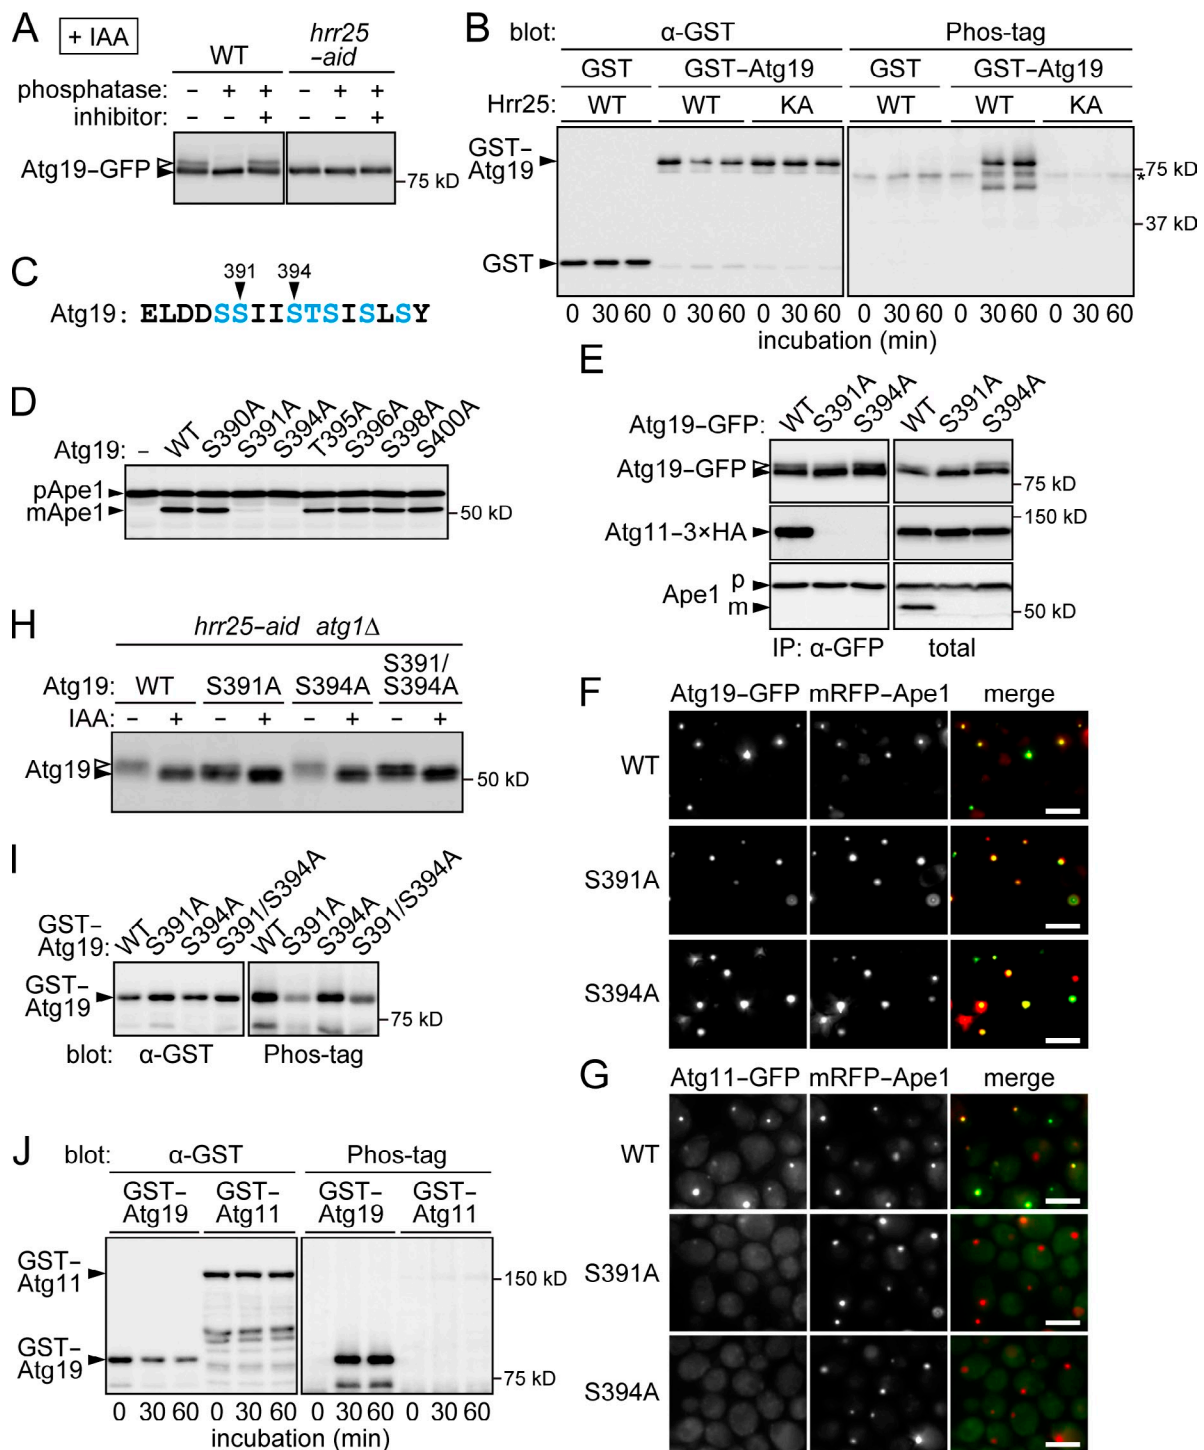 A
+ IAA
WT
hrr25
-aid
phosphatase: – + + – + +
inhibitor: – – + – – +
Atg19–GFP
75 kD
B
blot: α-GST Phos-tag
GST GST–Atg19 GST GST–Atg19
Hrr25: WT WT KA WT WT KA
GST–
Atg19
GST
75 kD
*
37 kD
0 30 60 0 30 60 0 30 60 0 30 60 0 30 60 0 30 60
incubation (min)
C
391 394
Atg19: ELDDSSIISTSISLSY
D
Atg19: – WT S390A S391A S394A T395A S396A S398A S400A
pApe1
mApe1
50 kD
E
Atg19–GFP: WT S391A S394A WT S391A S394A
Atg19–GFP
75 kD
150 kD
Atg11–3×HA
Ape1 p
m
50 kD
IP: α-GFP total
H
hrr25–aid atg1Δ
Atg19: WT S391A S394A S391/
S394A
IAA: – + – + – + – +
Atg19
50 kD
F
Atg19–GFP mRFP–Ape1 merge
WT
S391A
S394A
I
GST–
Atg19: WT S391A S394A S391/S394A WT S391A S394A S391/S394A
GST–
Atg19
75 kD
blot: α-GST Phos-tag
G
Atg11–GFP mRFP–Ape1 merge
WT
S391A
S394A
J
blot: α-GST Phos-tag
GST–
Atg19 GST–
Atg11 GST–
Atg19 GST–
Atg11
GST–
Atg11
150 kD
GST–
Atg19
75 kD
0 30 60 0 30 60 0 30 60 0 30 60
incubation (min)